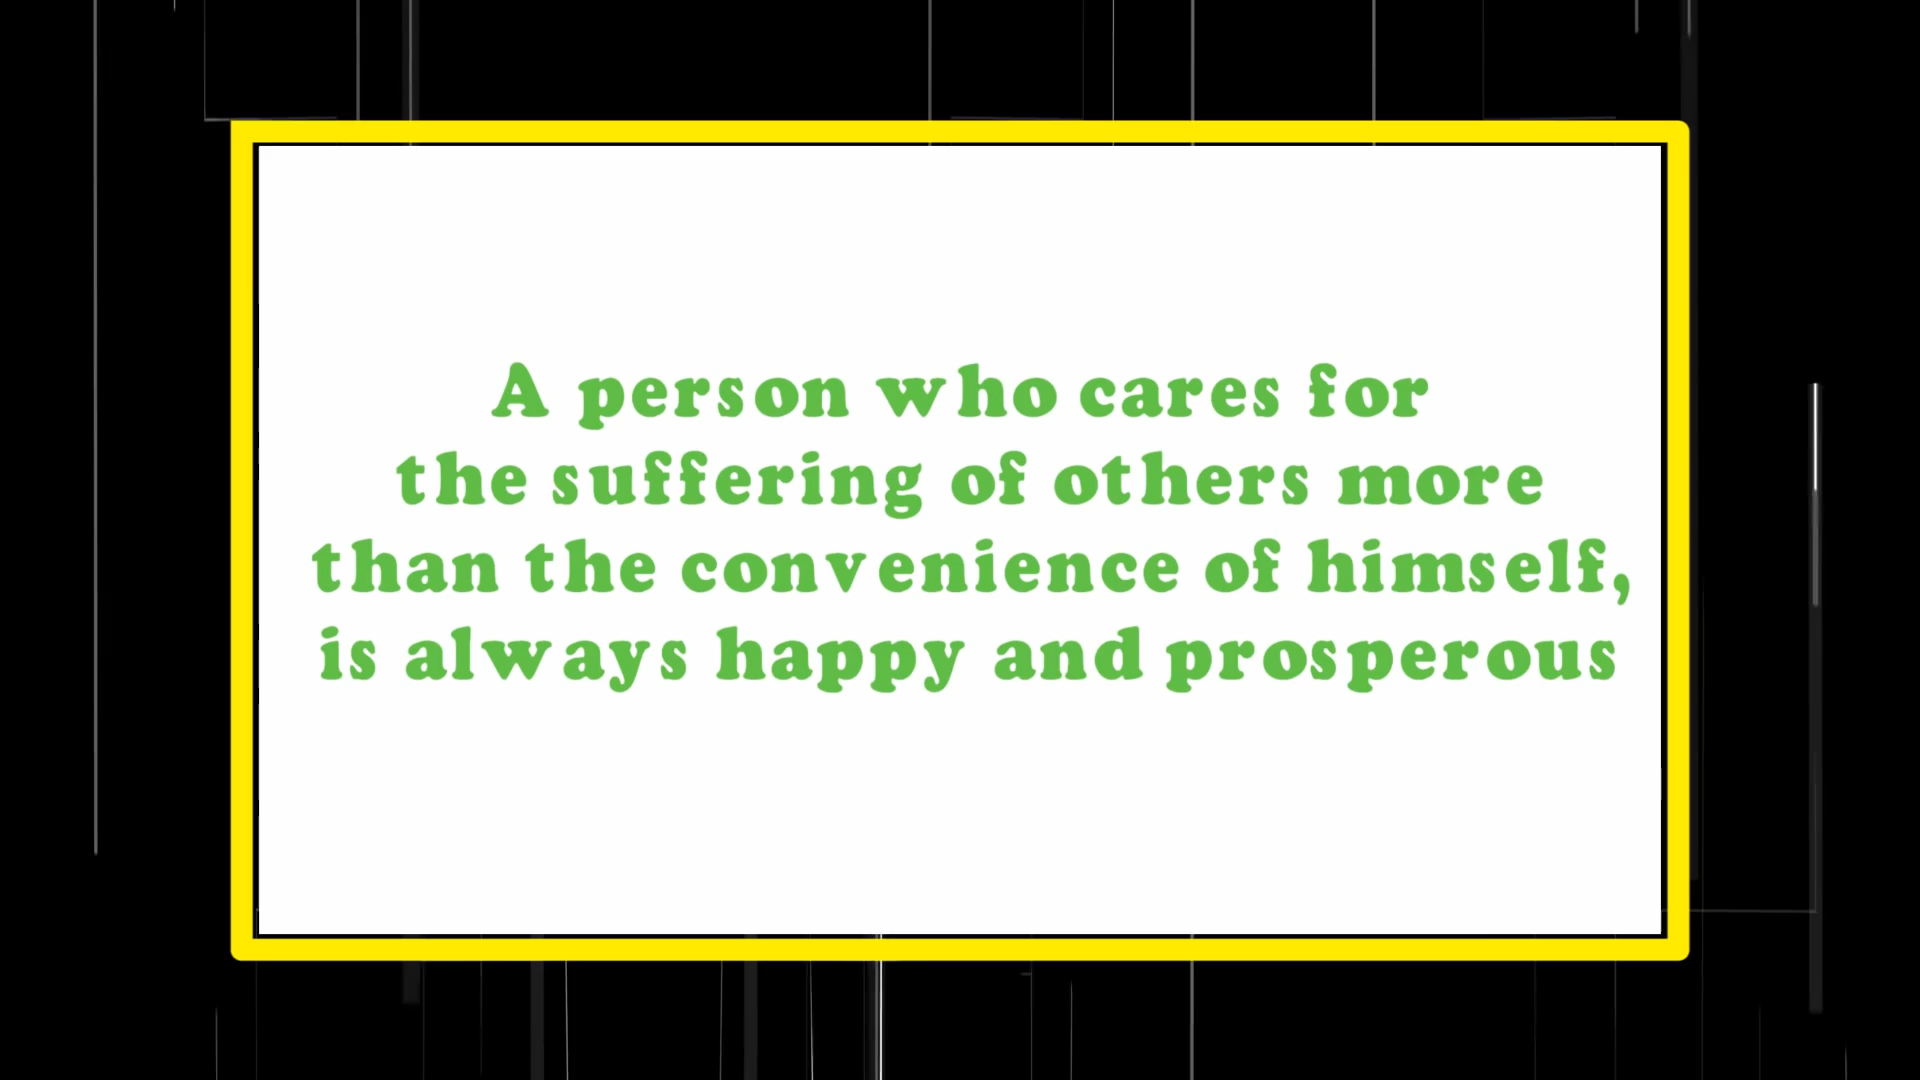 A person who cares for
the suffering of others more
than the convenience of himself,
is always happy and prosperous